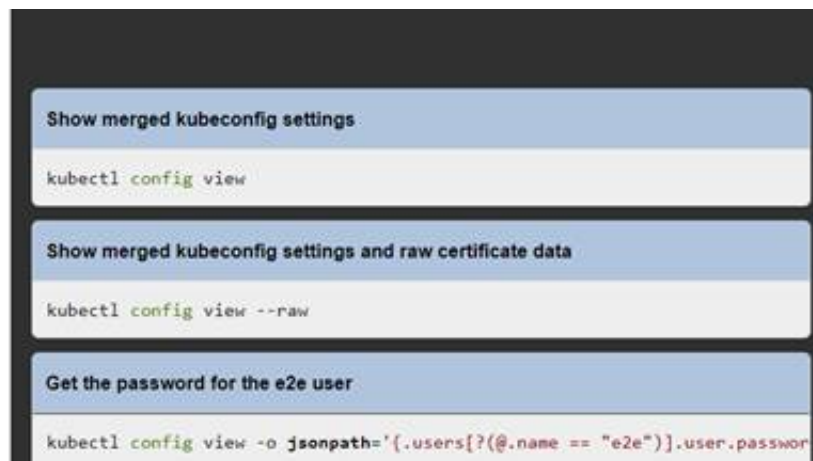 Show merged kubeconfig settings
kubectl config view
Show merged kubeconfig settings and raw certificate data
kubectl config view --raw
Get the password for the e2e user
kubectl config view -o jsonpath='{.users[?(@.name == "e2e")].user.passwor